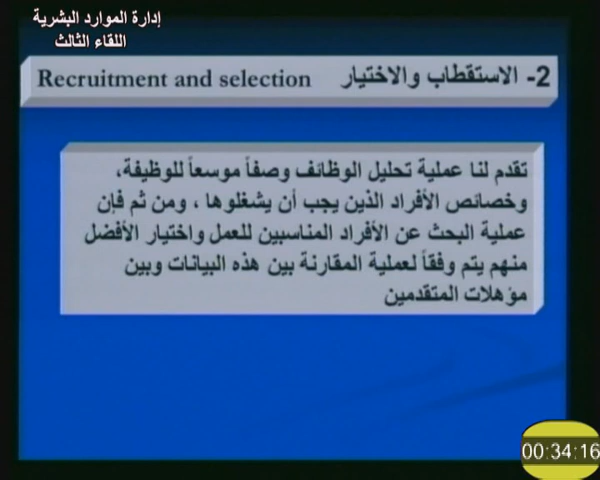 إدارة الموارد البشرية
اللقاء الثالث
2- الاستقطاب والاختيار Recruitment and selection
تقدم لنا عملية تحليل الوظائف وصفاً موسعاً للوظيفة،
وخصائص الأفراد الذين يجب أن يشغلوها ، ومن ثم فإن
عملية البحث عن الأفراد المناسبين للعمل واختيار الأفضل
منهم يتم وفقاً لعملية المقارنة بين هذه البيانات وبين
مؤهلات المتقدمين
00:34:16